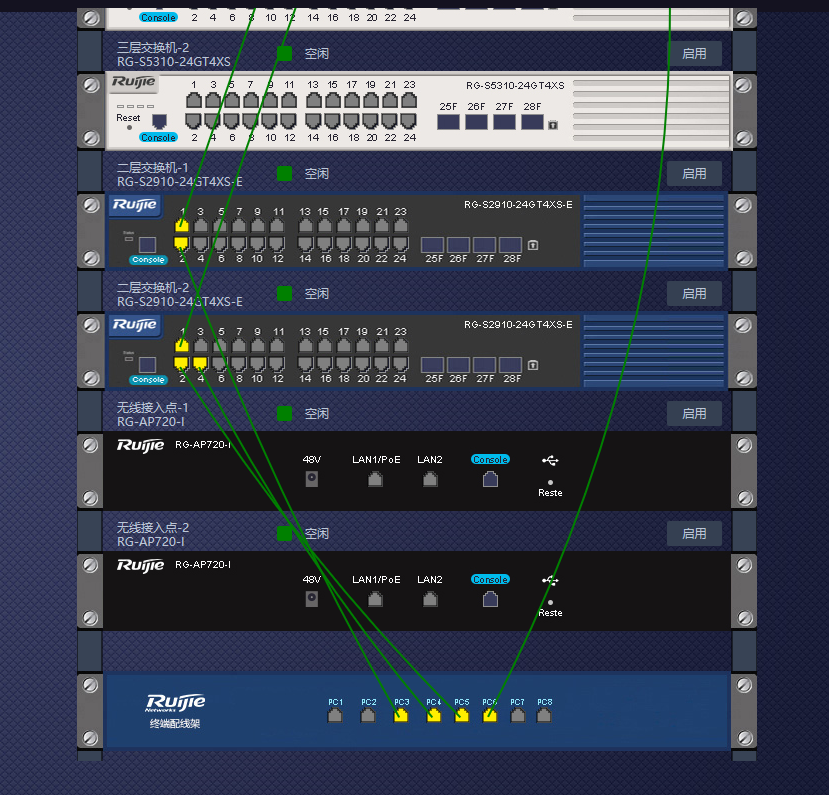 Console
2 4 6 8 10 12 14 16 18 20 22 24
三层交换机-2
RG-S5310-24GT4XS
空闲
启用
Ruijie
1 3 5 7 9 11 13 15 17 19 21 23
RG-S5310-24GT4XS
25F 26F 27F 28F
Reset
Console
2 4 6 8 10 12 14 16 18 20 22 24
二层交换机-1
RG-S2910-24GT4XS-E
空闲
启用
Ruijie
1 3 5 7 9 11 13 15 17 19 21 23
RG-S2910-24GT4XS-E
Console
2 4 6 8 10 12 14 16 18 20 22 24
25F 26F 27F 28F
二层交换机-2
RG-S2910-24GT4XS-E
空闲
启用
Ruijie
1 3 5 7 9 11 13 15 17 19 21 23
RG-S2910-24GT4XS-E
Console
2 4 6 8 10 12 14 16 18 20 22 24
25F 26F 27F 28F
无线接入点-1
RG-AP720-I
空闲
启用
Ruijie RG-AP720-I
48V LAN1/PoE LAN2 Console
Reste
无线接入点-2
RG-AP720-I
空闲
启用
Ruijie RG-AP720-I
48V LAN1/PoE LAN2 Console
Reste
Ruijie
Networks
终端配线架
PC1 PC2 PC3 PC4 PC5 PC6 PC7 PC8